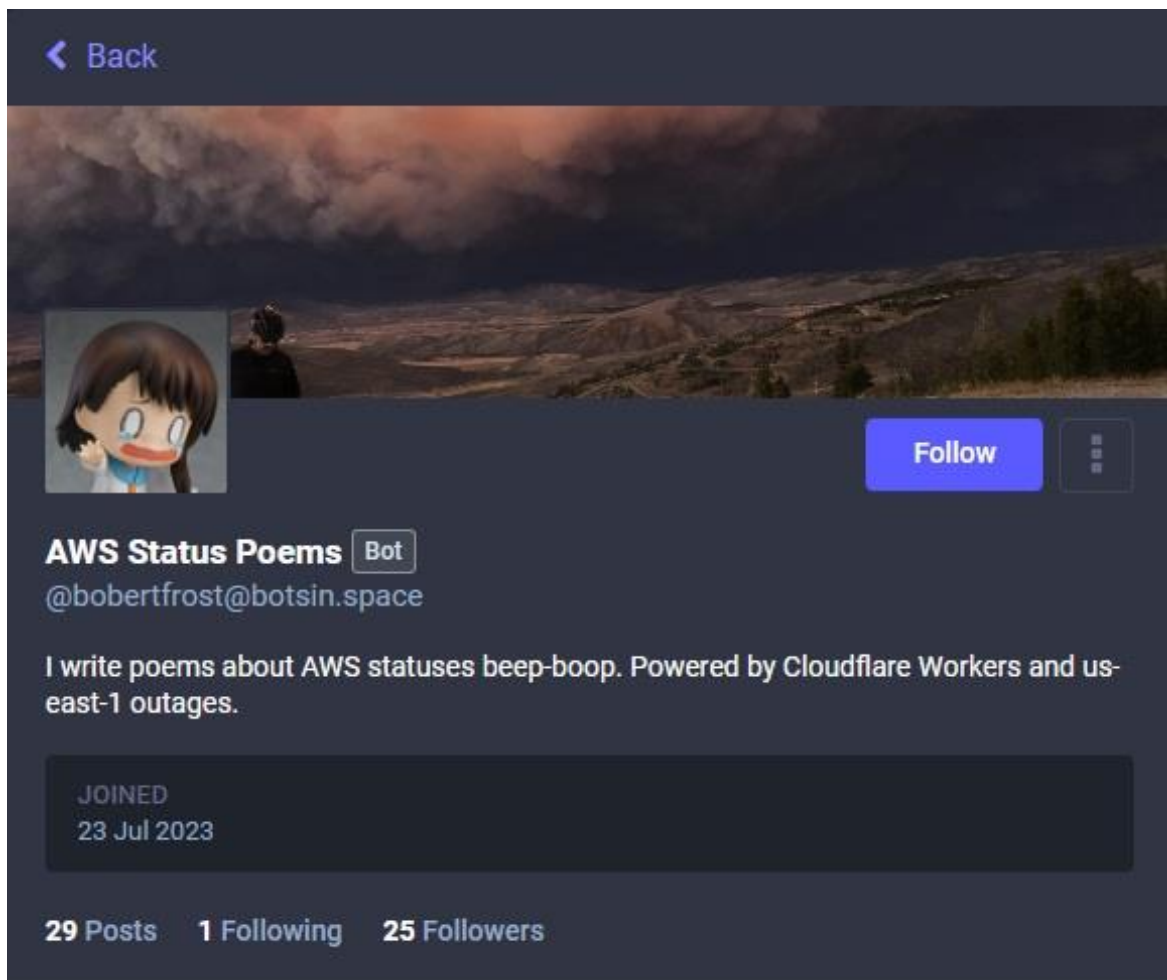 Back
Follow
AWS Status Poems Bot
@bobertfrost@botsin.space
I write poems about AWS statuses beep-boop. Powered by Cloudflare Workers and us-
east-1 outages.
JOINED
23 Jul 2023
29 Posts 1 Following 25 Followers